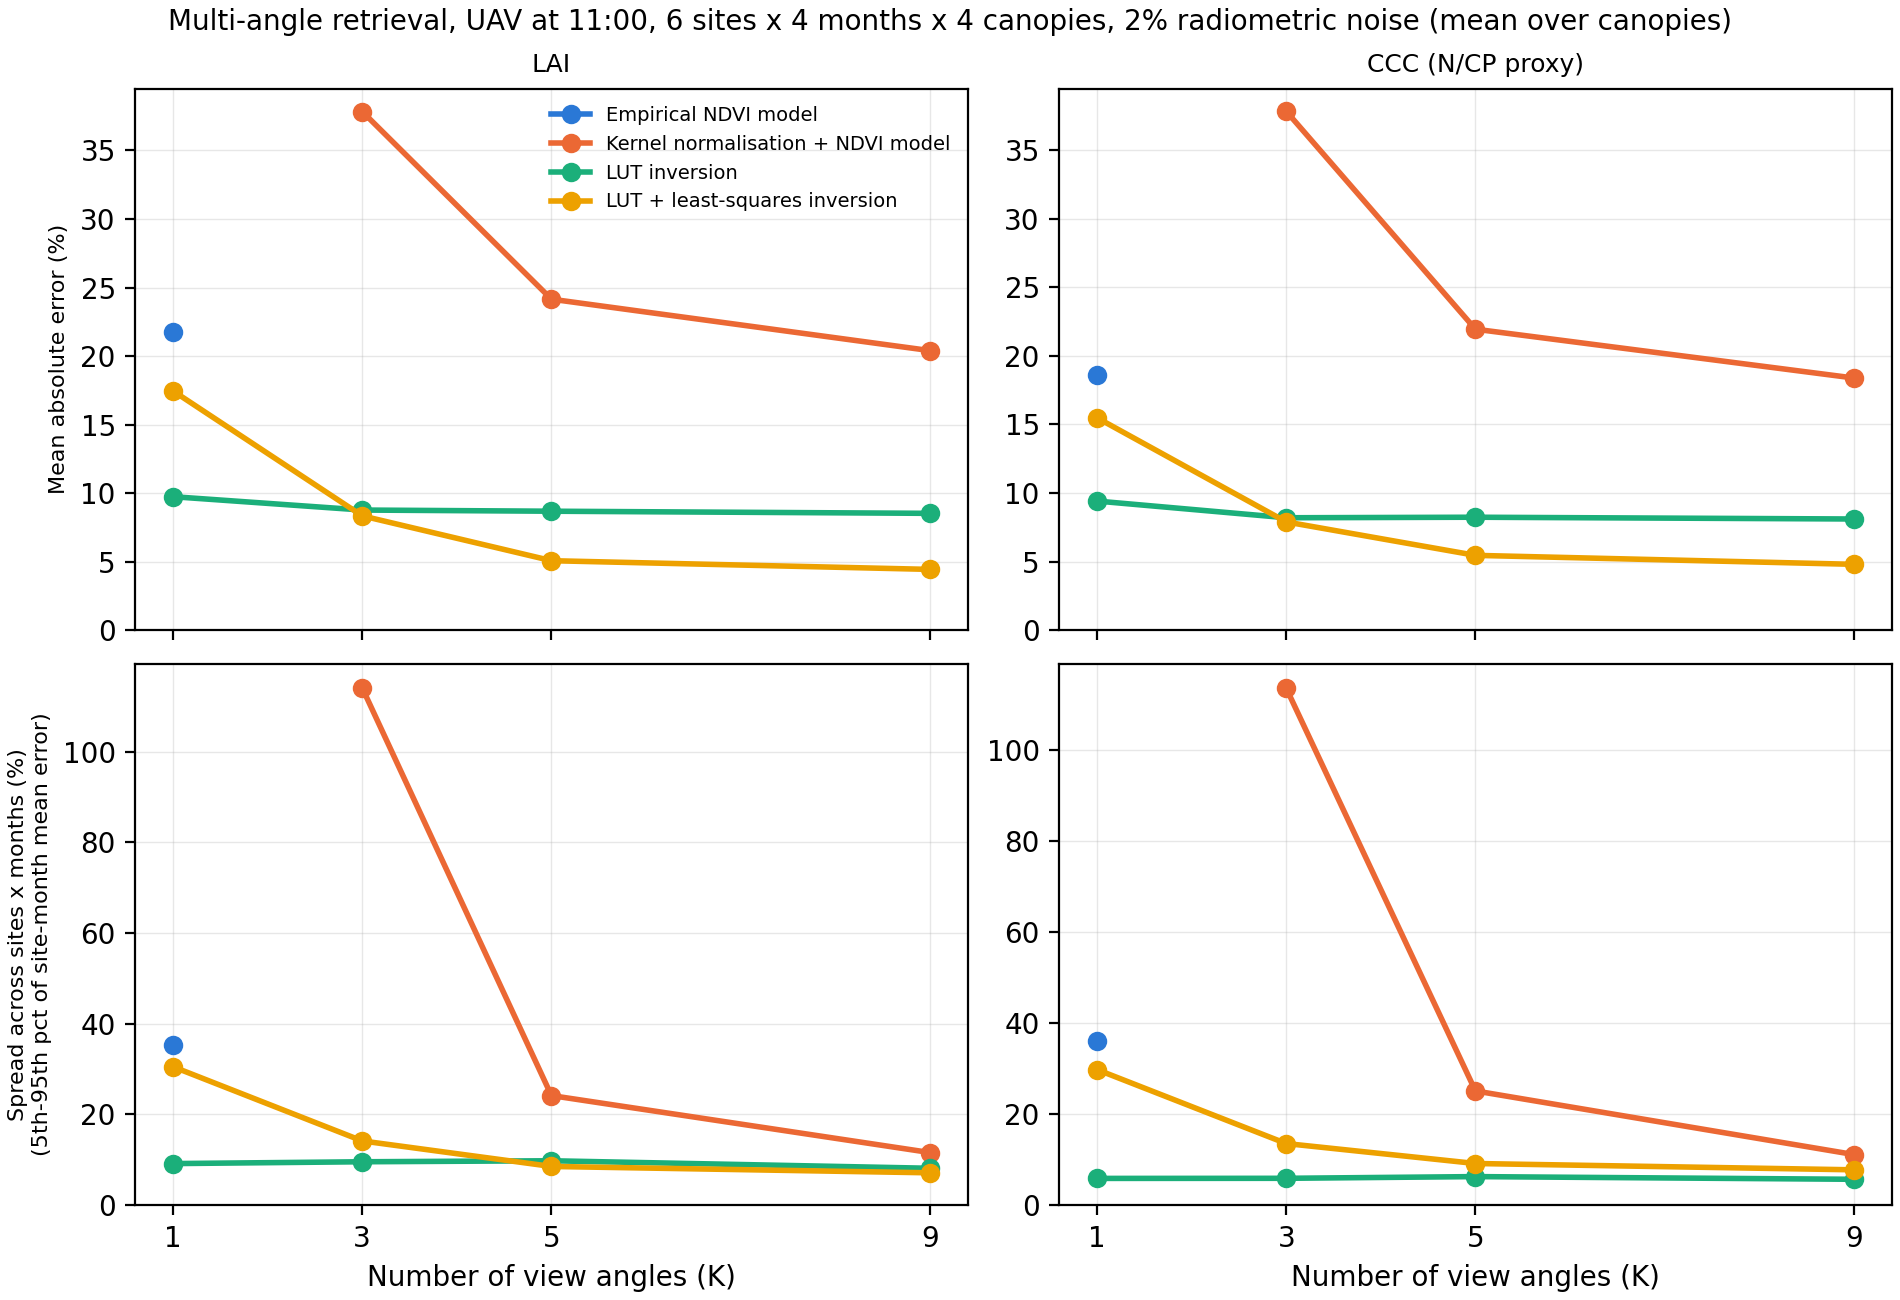 Multi-angle retrieval, UAV at 11:00, 6 sites x 4 months x 4 canopies, 2% radiometric noise (mean over canopies)
LAI
Mean absolute error (%)
35
30
25
20
15
10
5
0
Empirical NDVI model
Kernel normalisation + NDVI model
LUT inversion
LUT + least-squares inversion
CCC (N/CP proxy)
35
30
25
20
15
10
5
0
Spread across sites x months (%)
(5th-95th pct of site-month mean error)
100
80
60
40
20
0
1 3 5 9
Number of view angles (K)
100
80
60
40
20
0
1 3 5 9
Number of view angles (K)